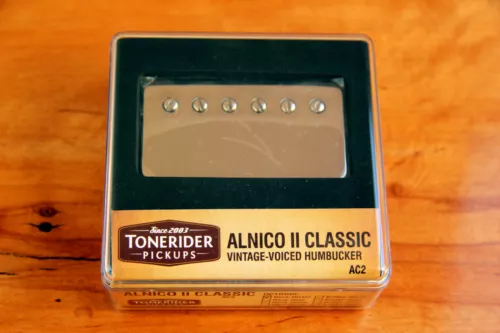 Since 2003
TONERIDER
PICKUPS
ALNICO II CLASSIC
VINTAGE-VOICED HUMBUCKER
AC2
TONERIDER
ALNICO II CLASSIC